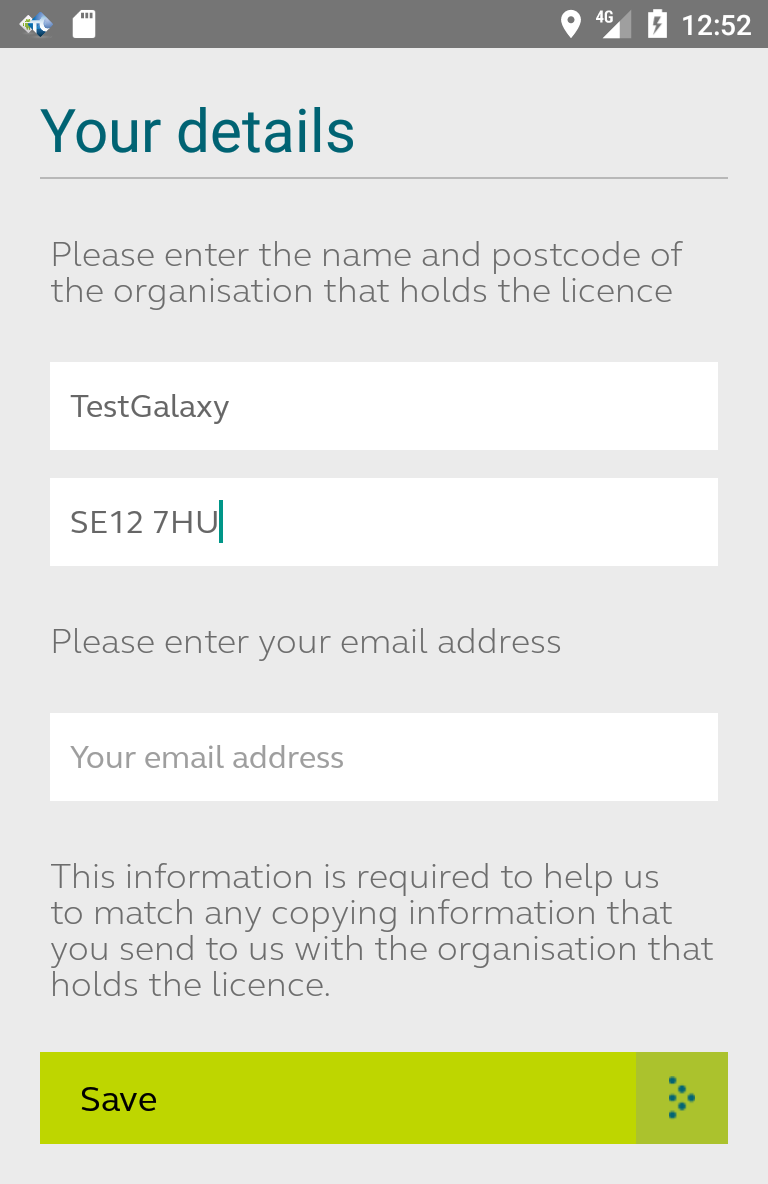 4G 12:52
Your details
Please enter the name and postcode of
the organisation that holds the licence
TestGalaxy
SE12 7HU
Please enter your email address
Your email address
This information is required to help us
to match any copying information that
you send to us with the organisation that
holds the licence.
Save